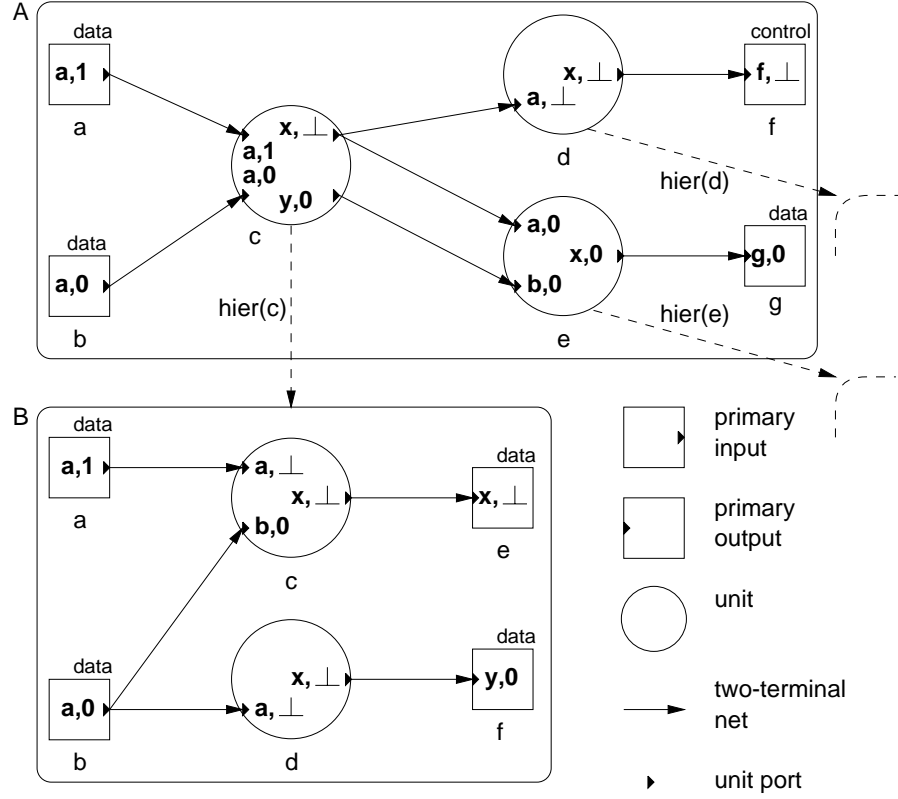 A
data
a,1
a
data
a,0
b
x,⊥
a,1
a,0
y,0
c
hier(c)
x,⊥
a,⊥
d
hier(d)
control
f,⊥
f
a,0
x,0
b,0
e
hier(e)
data
g,0
g
B
data
a,1
a
data
a,0
b
a,⊥
x,⊥
b,0
c
x,⊥
a,⊥
d
data
x,⊥
e
data
y,0
f
primary
input
primary
output
unit
two-terminal
net
unit port